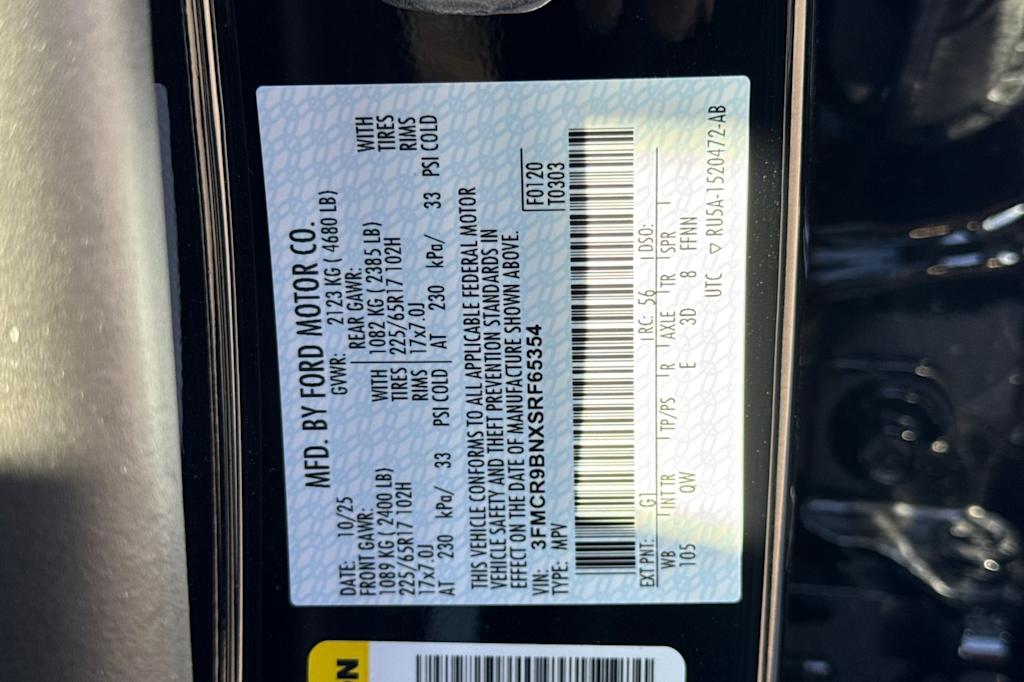 MFD. BY FORD MOTOR CO.
DATE: 10/25 GVWR: 2123 KG ( 4680 LB)
FRONT GAWR: REAR GAWR:
1089 KG ( 2400 LB) WITH 1082 KG ( 2385 LB) WITH
225/65R17 102H TIRES 225/65R17 102H TIRES
17x7.0J RIMS 17x7.0J RIMS
AT 230 kPa/ 33 PSI COLD AT 230 kPa/ 33 PSI COLD
THIS VEHICLE CONFORMS TO ALL APPLICABLE FEDERAL MOTOR
VEHICLE SAFETY AND THEFT PREVENTION STANDARDS IN
EFFECT ON THE DATE OF MANUFACTURE SHOWN ABOVE.
VIN: 3FMCR9BNXSRF65354 F0120
TYPE: MPV T0303
EXT PNT: G1 RC: 56 DSO:
WB INT TR TP/PS R AXLE TR SPR
105 QW E 3D 8 FFNN
UTC ▽ RU5A-1520472-AB
ON